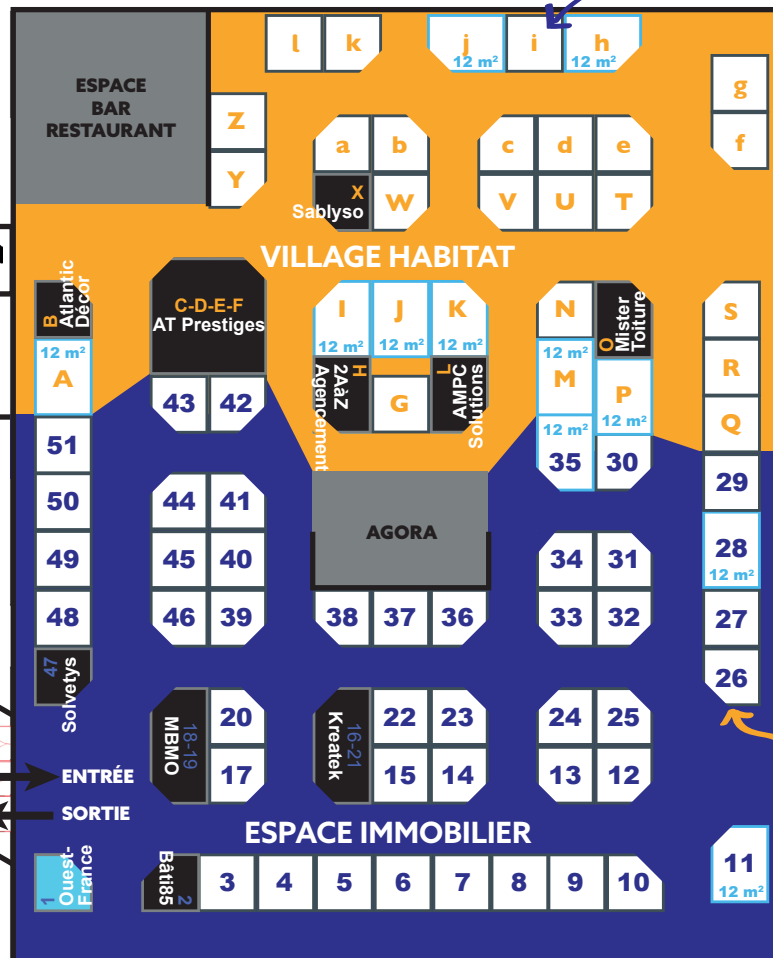 l k j i h
12 m² 12 m²
g
f
ESPACE
BAR
RESTAURANT
Z
Y
a b c d e
X
Sablyso
W V U T
VILLAGE HABITAT
B
Atlantic
Décor
12 m²
A
C-D-E-F
AT Prestiges
I J K
12 m² 12 m² 12 m²
H
2AàZ
Agencement
G
L
AMPC
Solutions
N
O
Mister
Toiture
12 m²
M
P
12 m²
S
R
Q
43 42
12 m²
35 30
51
50
49
48
47
Solvetys
44 41
45 40
46 39
AGORA
38 37 36
34 31
33 32
29
28
12 m²
27
26
18-19
MBMO
20
17
16-21
Kreatek
22 23
15 14
24 25
13 12
ENTRÉE
SORTIE
ESPACE IMMOBILIER
1
Ouest-
France
2
Bâti85
3 4 5 6 7 8 9 10
11
12 m²